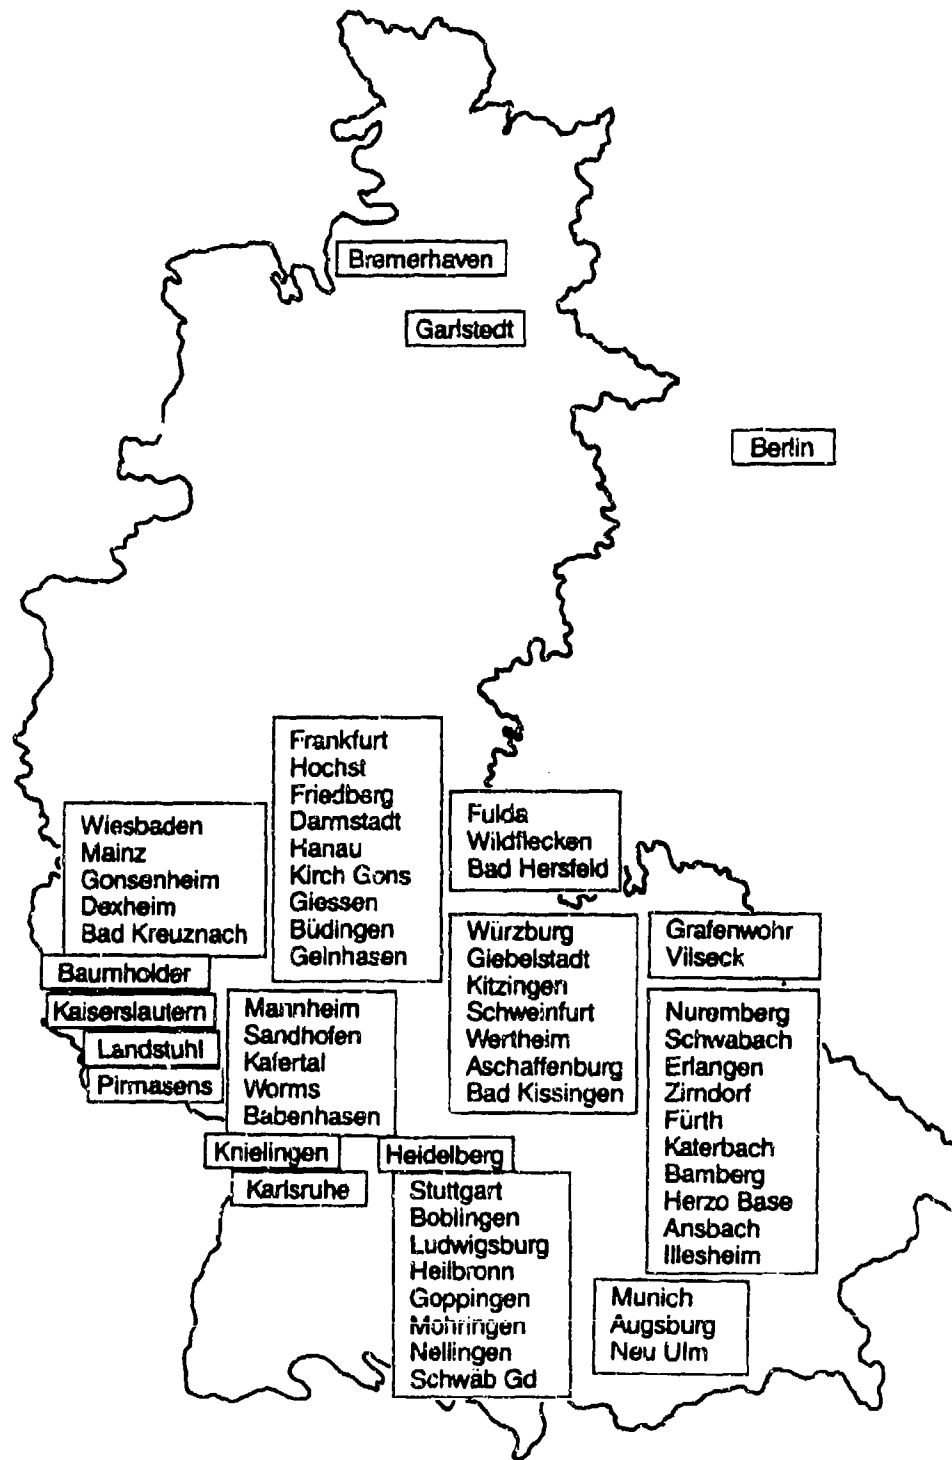 Bremerhaven
Garlstedt
Berlin
Frankfurt
Hochst
Friedberg
Darmstadt
Hanau
Kirch Gons
Giessen
Büdingen
Gelnhasen
Fulda
Wildflecken
Bad Hersfeld
Wiesbaden
Mainz
Gonsenheim
Dexheim
Bad Kreuznach
Baumholder
Kaiserslautern
Landstuhl
Pirmasens
Mannheim
Sandhofen
Kafertal
Worms
Babenhasen
Würzburg
Giebelstadt
Kitzingen
Schweinfurt
Wertheim
Aschaffenburg
Bad Kissingen
Grafenwohr
Vilseck
Nuremberg
Schwabach
Erlangen
Zirndorf
Fürth
Katerbach
Bamberg
Herzo Base
Ansbach
Illesheim
Knielingen
Karlsruhe
Heidelberg
Stuttgart
Boblingen
Ludwigsburg
Heilbronn
Goppingen
Mohringen
Nellingen
Schwäb Gd
Munich
Augsburg
Neu Ulm